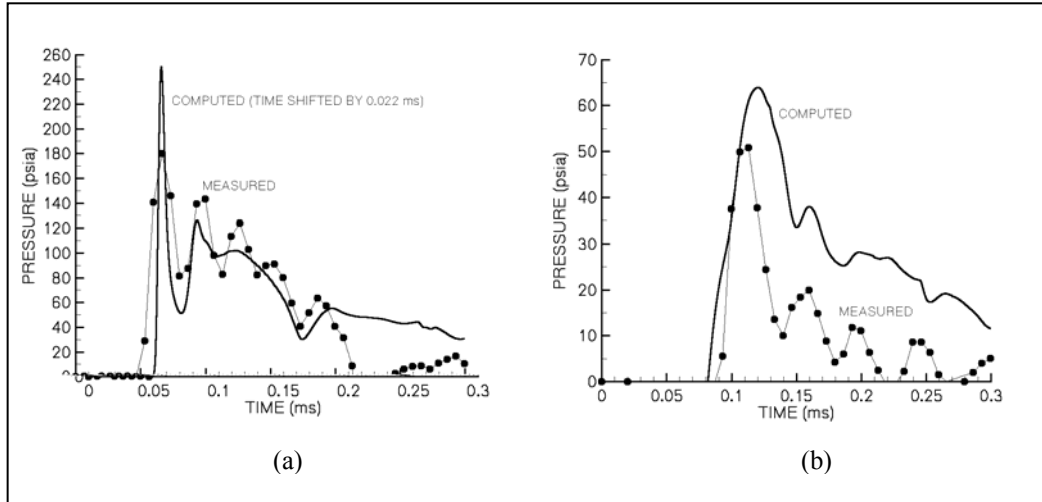 260
240
220
200
180
160
140
120
100
80
60
40
20
0
PRESSURE (psia)
COMPUTED (TIME SHIFTED BY 0.022 ms)
MEASURED
0 0.05 0.1 0.15 0.2 0.25 0.3
TIME (ms)
(a)
70
60
50
40
30
20
10
0
PRESSURE (psia)
COMPUTED
MEASURED
0 0.05 0.1 0.15 0.2 0.25 0.3
TIME (ms)
(b)